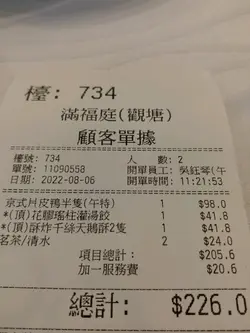 檯: 734
滿福庭(觀塘)
顧客單據
檯號: 734 人 數: 2
單號: 11090558 開單員工: 吳鈺琴(午
日期: 2022-08-06 開單時間: 11:21:53
京式片皮鴨半隻(午特) 1 $98.0
*(頂)花膠瑤柱灌湯餃 1 $41.8
*(頂)酥炸千絲天鵝酥2隻 1 $41.8
茗茶/清水 2 $24.0
項目總計: $205.6
加一服務費 $20.6
總計: $226.0